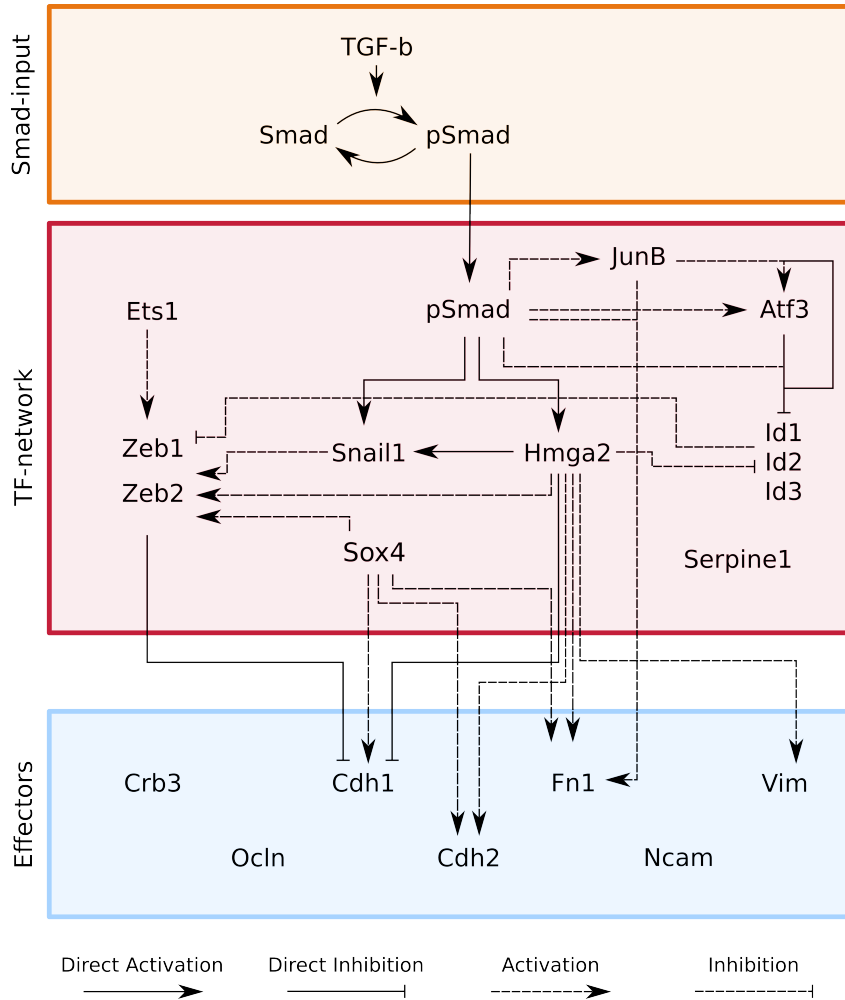 Smad-input
TGF-b
Smad
pSmad
TF-network
JunB
Ets1
pSmad
Atf3
Zeb1
Snail1
Hmga2
Id1
Id2
Id3
Zeb2
Sox4
Serpine1
Effectors
Crb3
Cdh1
Fn1
Vim
Ocln
Cdh2
Ncam
Direct Activation
Direct Inhibition
Activation
Inhibition